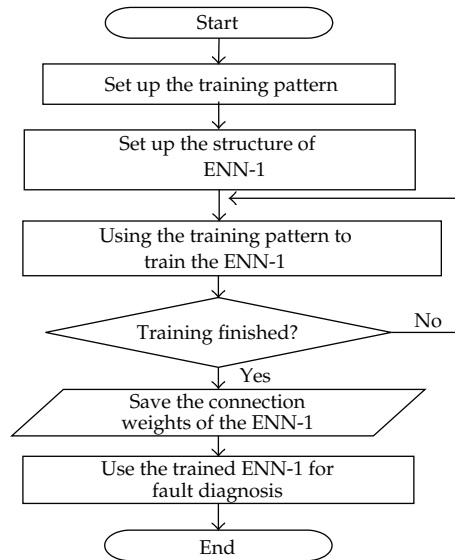 Start
Set up the training pattern
Set up the structure of
ENN-1
Using the training pattern to
train the ENN-1
Training finished?
No
Yes
Save the connection
weights of the ENN-1
Use the trained ENN-1 for
fault diagnosis
End